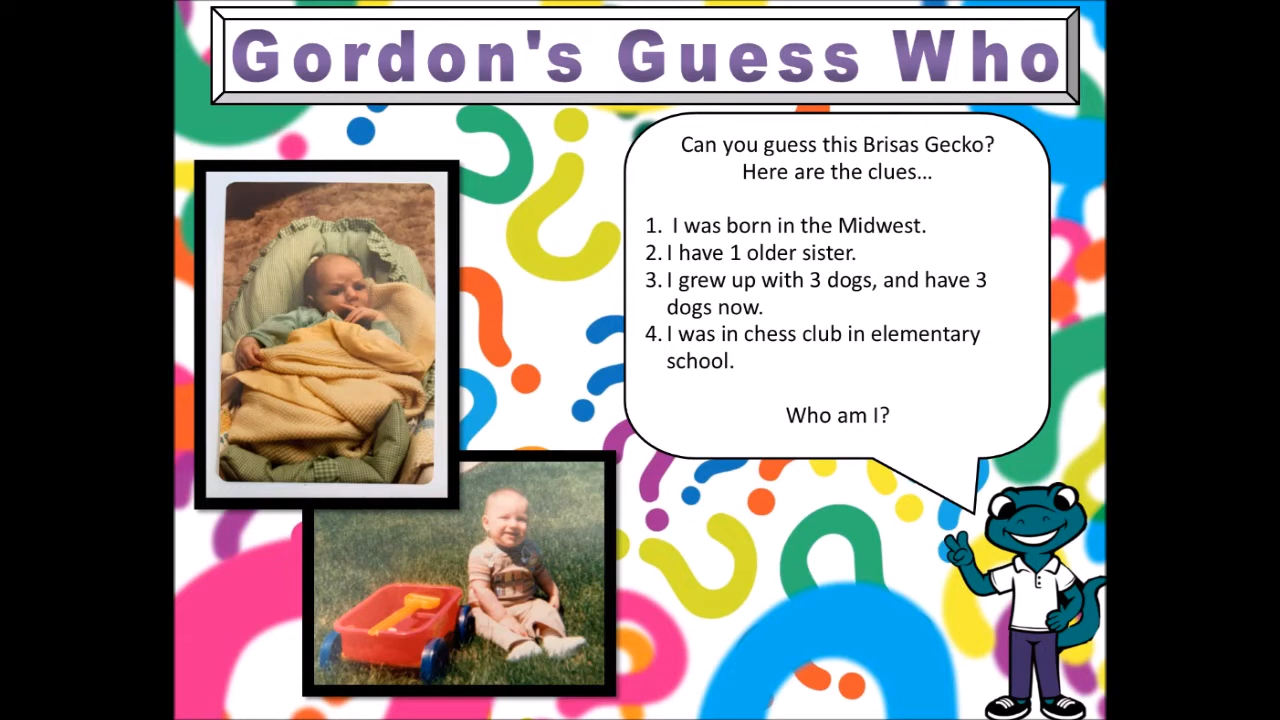 Gordon's Guess Who
Can you guess this Brisas Gecko?
Here are the clues...
1. I was born in the Midwest.
2. I have 1 older sister.
3. I grew up with 3 dogs, and have 3
dogs now.
4. I was in chess club in elementary
school.
Who am I?